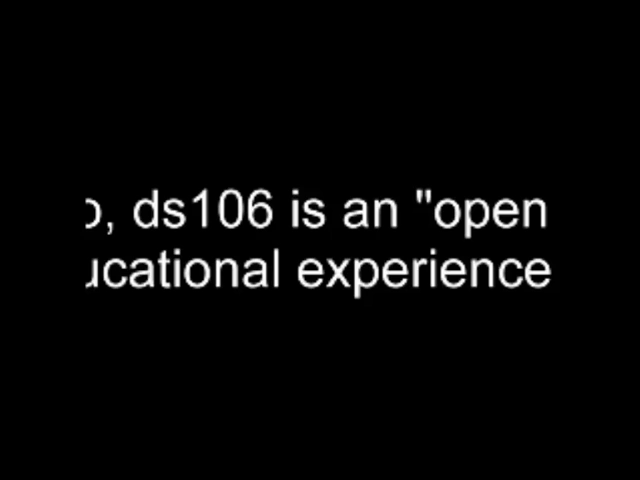 o, ds106 is an "open
ucational experience